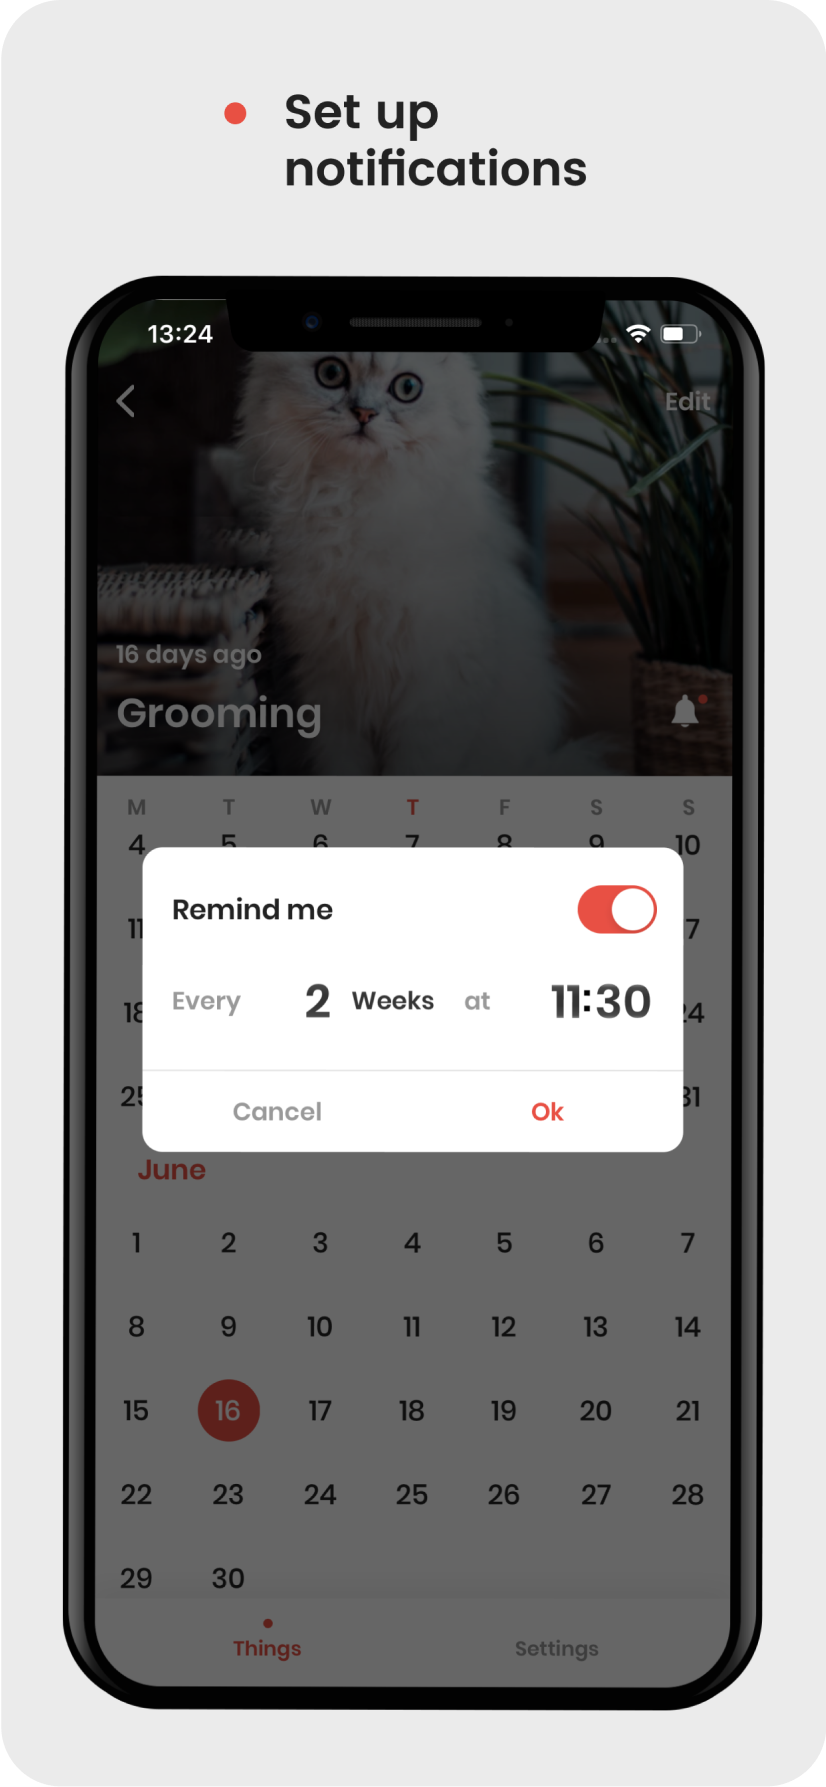 Set up
notifications
13:24
Edit
16 days ago
Grooming
M T W T F S S
4 5 6 7 8 9 10
11 17
Remind me
18 24
Every 2 Weeks at 11:30
25 31
Cancel Ok
June
1 2 3 4 5 6 7
8 9 10 11 12 13 14
15 16 17 18 19 20 21
22 23 24 25 26 27 28
29 30
Things Settings